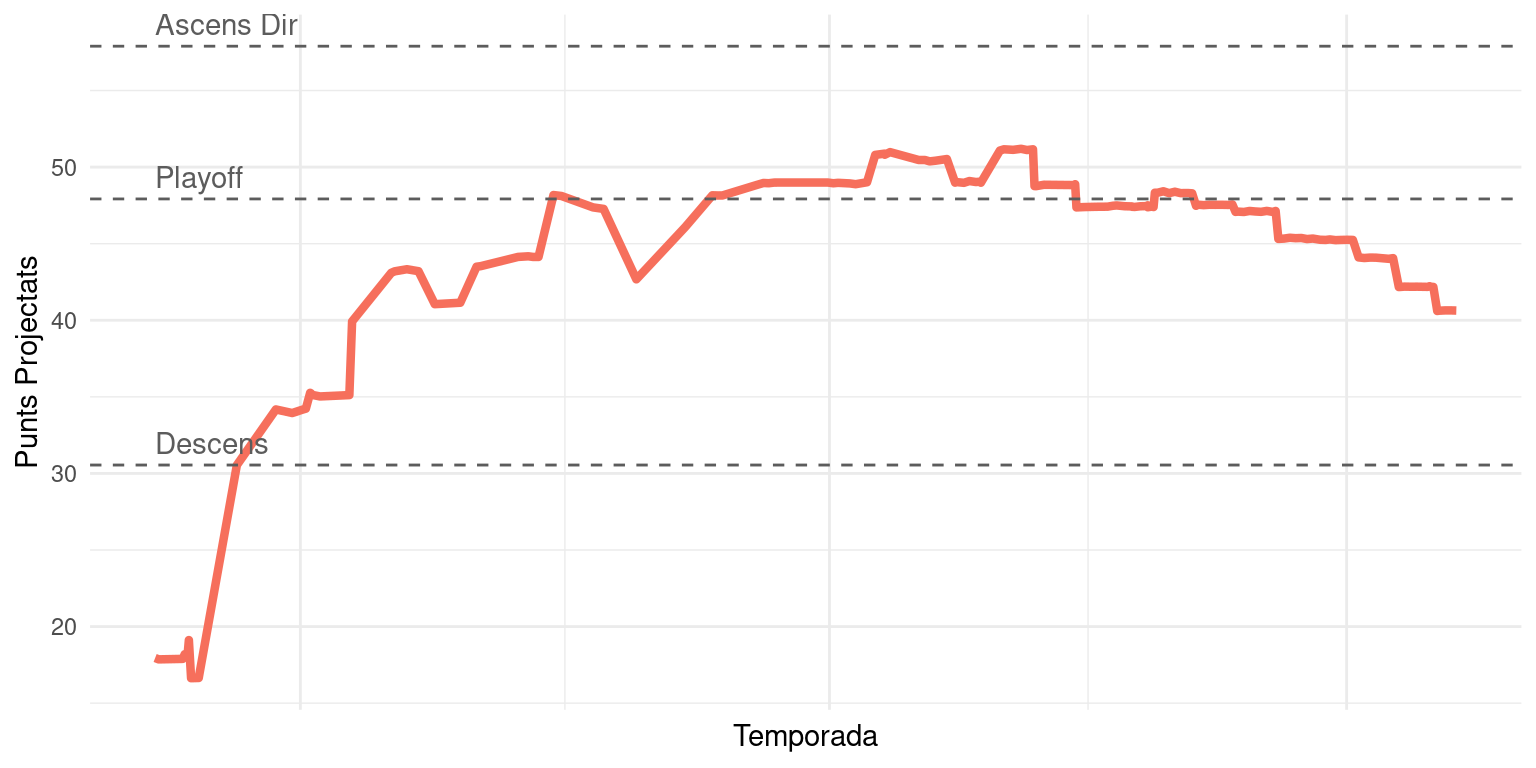 Ascens Dir
50
Playoff
40
Descens
30
20
Punts Projectats
Temporada